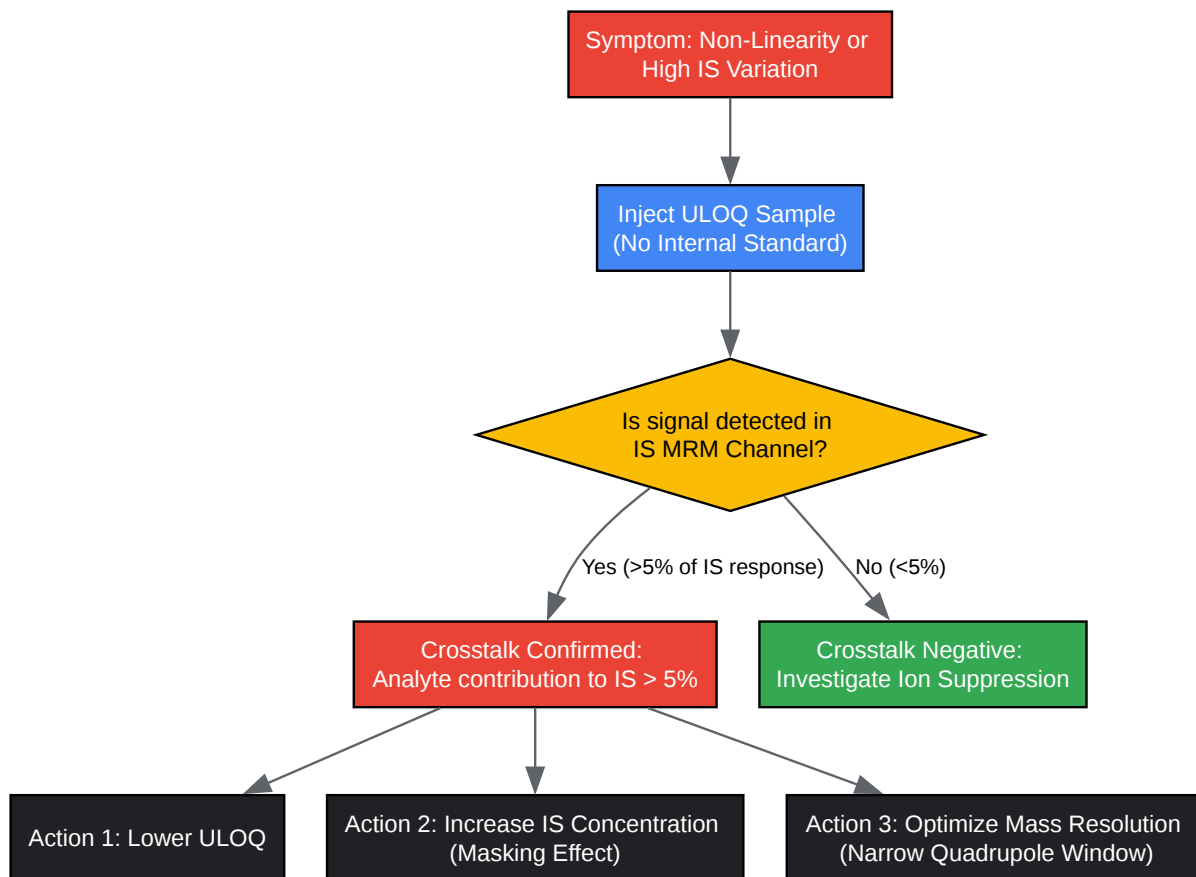 Symptom: Non-Linearity or
High IS Variation
Inject ULOQ Sample
(No Internal Standard)
Is signal detected in
IS MRM Channel?
Yes (>5% of IS response)
No (<5%)
Crosstalk Confirmed:
Analyte contribution to IS > 5%
Crosstalk Negative:
Investigate Ion Suppression
Action 1: Lower ULOQ
Action 2: Increase IS Concentration
(Masking Effect)
Action 3: Optimize Mass Resolution
(Narrow Quadrupole Window)